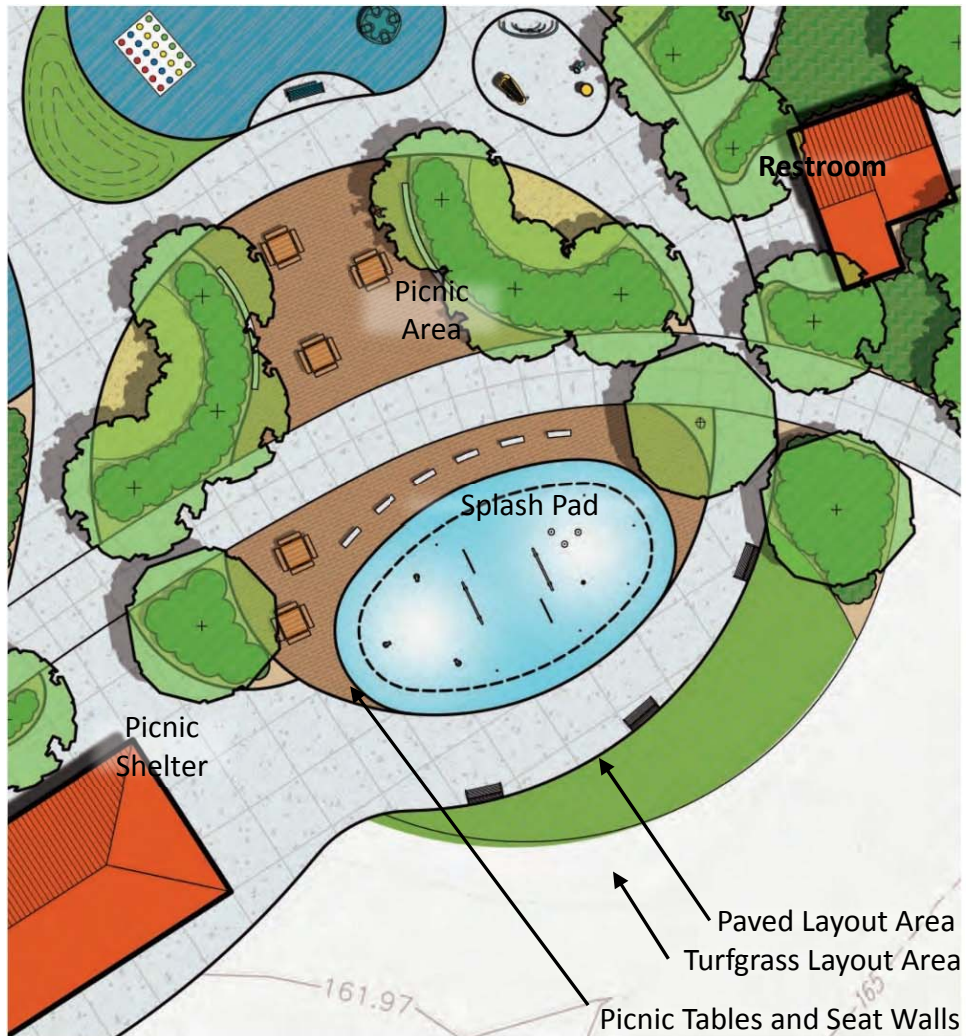 Restroom
Picnic
Area
Splash Pad
Picnic
Shelter
Paved Layout Area
Turfgrass Layout Area
161.97
165
Picnic Tables and Seat Walls